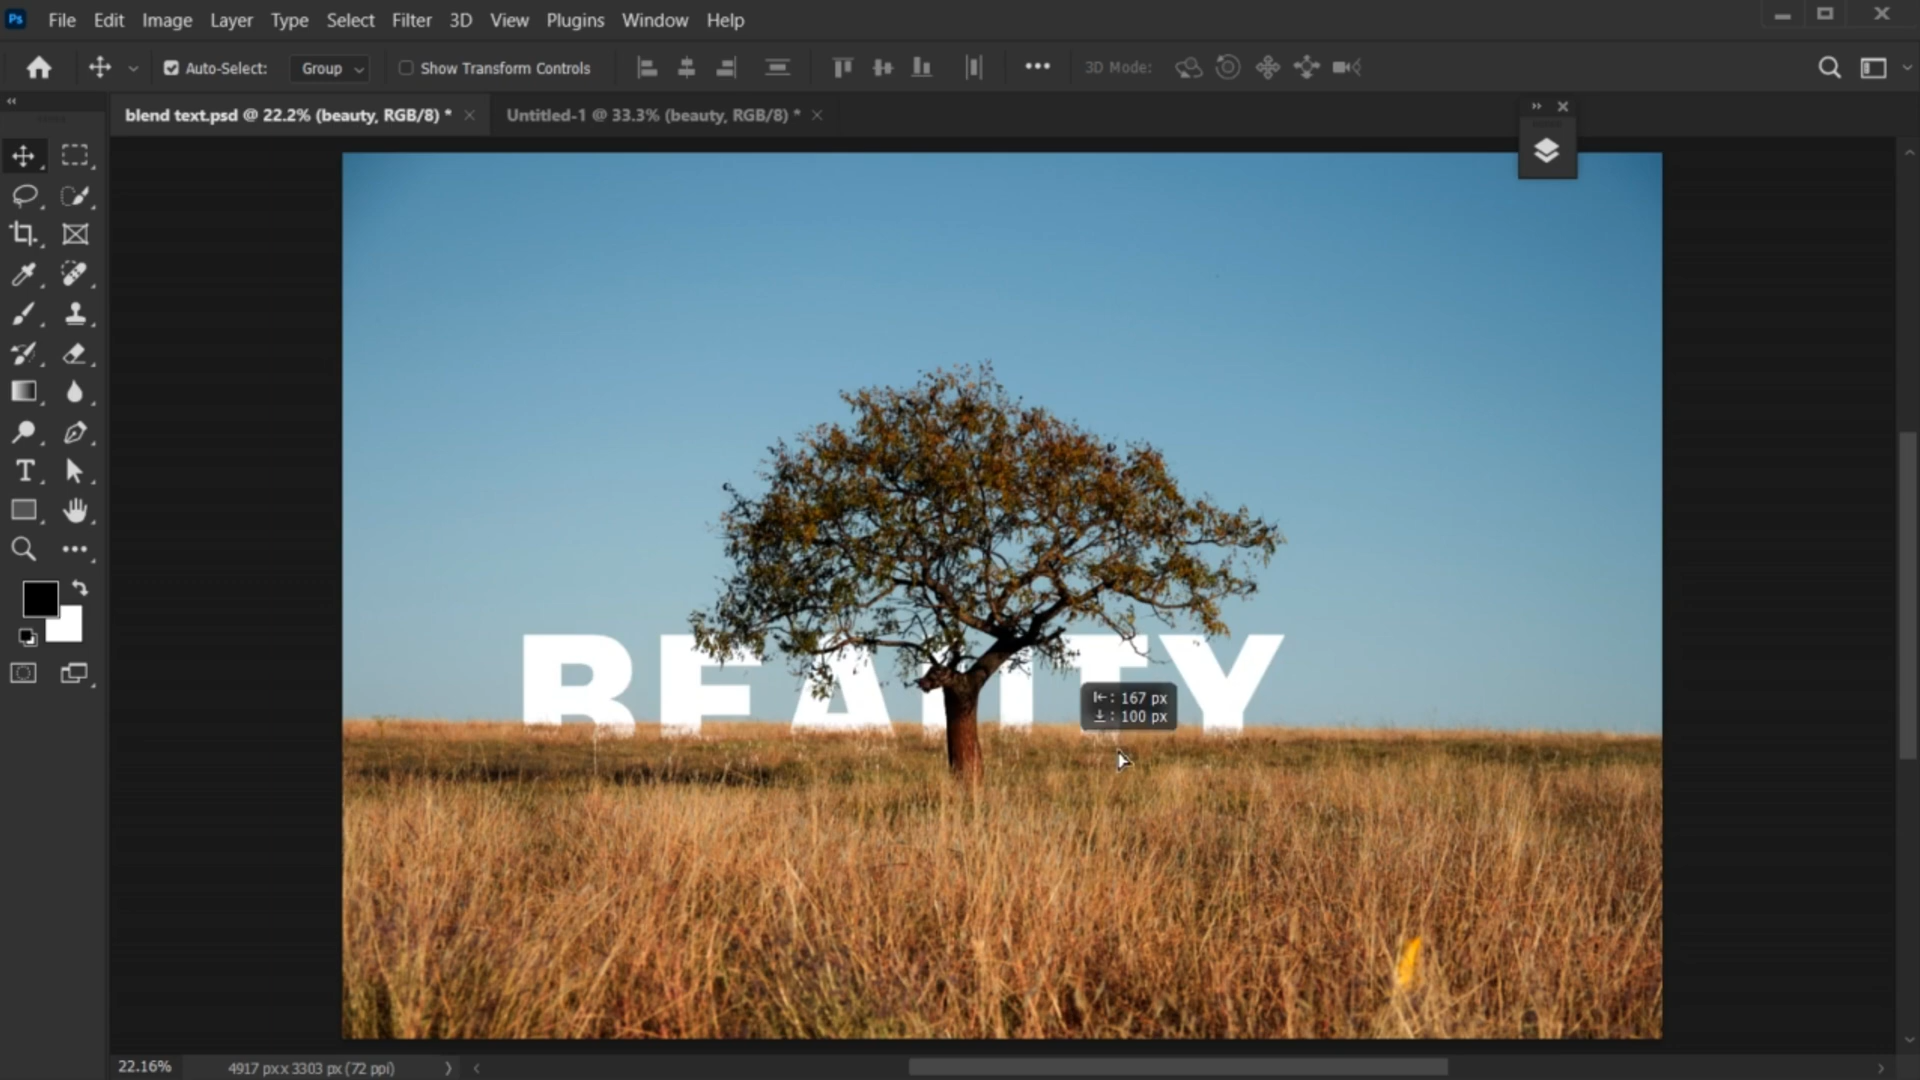 Ps File Edit Image Layer Type Select Filter 3D View Plugins Window Help
Auto-Select: Group Show Transform Controls 3D Mode:
blend text.psd @ 22.2% (beauty, RGB/8) * Untitled-1 @ 33.3% (beauty, RGB/8) *
T
BEAUTY
: 167 px
: 100 px
22.16% 4917 px x 3303 px (72 ppi)